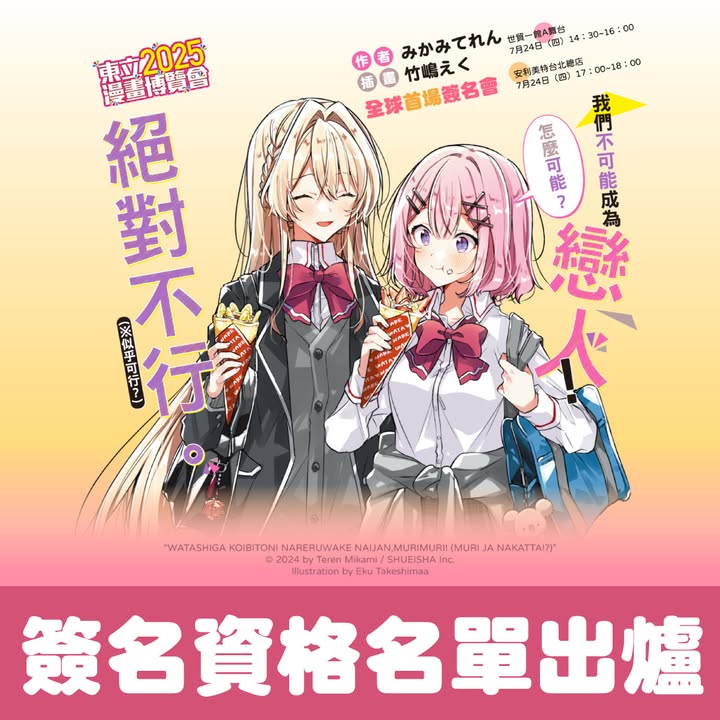 東立2025
漫畫博覽會
作者 みかみてれん
插畫 竹嶋えく
全球首場簽名會
世貿一館A舞台
7月24日（四）14：30~16：00
安利美特台北總店
7月24日（四）17：00~18：00
我們不可能成為
戀人！
怎麼可能？
絕對不行。
（※似乎可行？）
"WATASHIGA KOIBITONI NARERUWAKE NAIJAN,MURIMURI! (MURI JA NAKATTA!?)"
© 2024 by Teren Mikami / SHUEISHA Inc.
Illustration by Eku Takeshimaa
簽名資格名單出爐